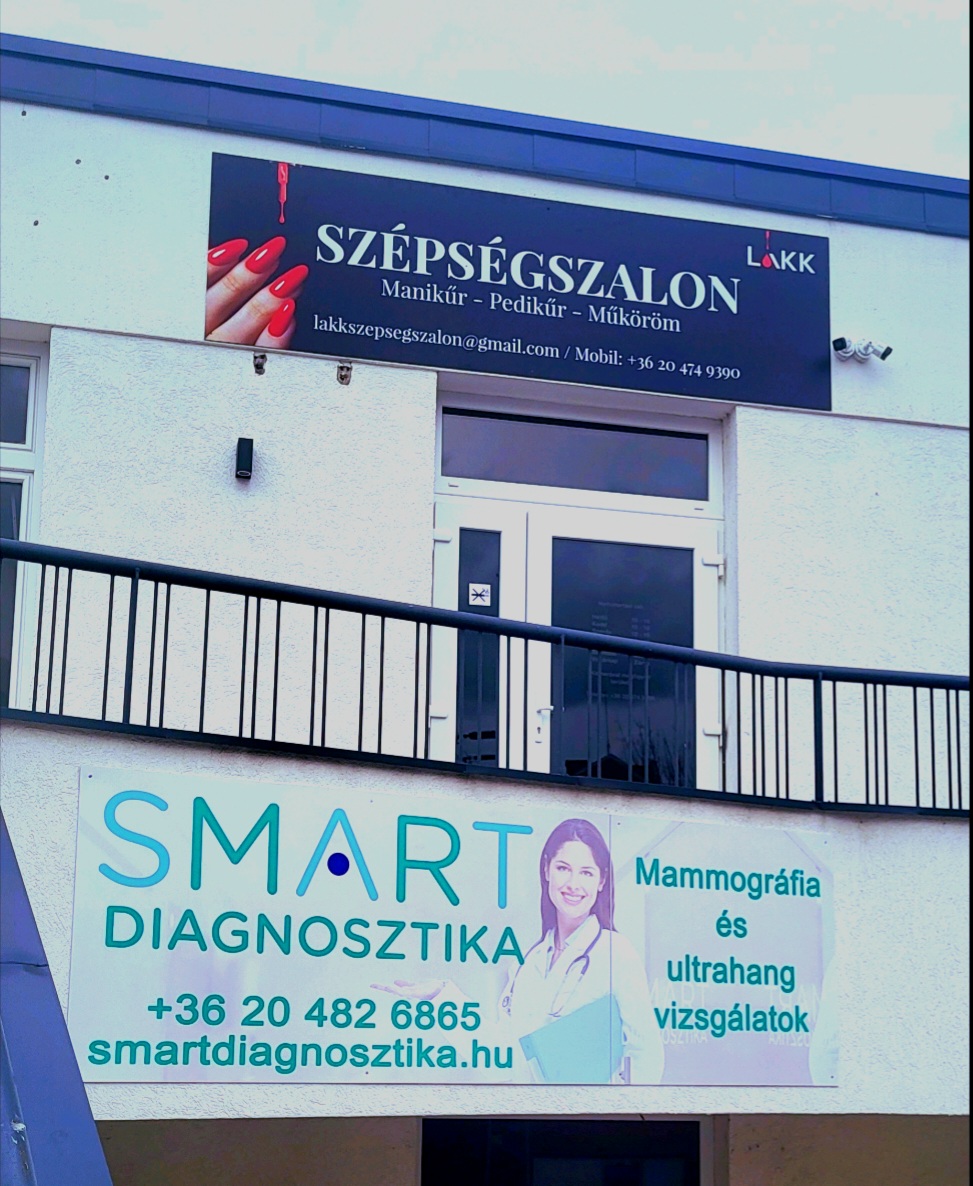 LAKK
SZÉPSÉGSZALON
Manikűr - Pedikűr - Műköröm
lakkszepsegszalon@gmail.com / Mobil: +36 20 474 9390
SMART
DIAGNOSZTIKA
+36 20 482 6865
smartdiagnosztika.hu
Mammográfia
és
ultrahang
vizsgálatok